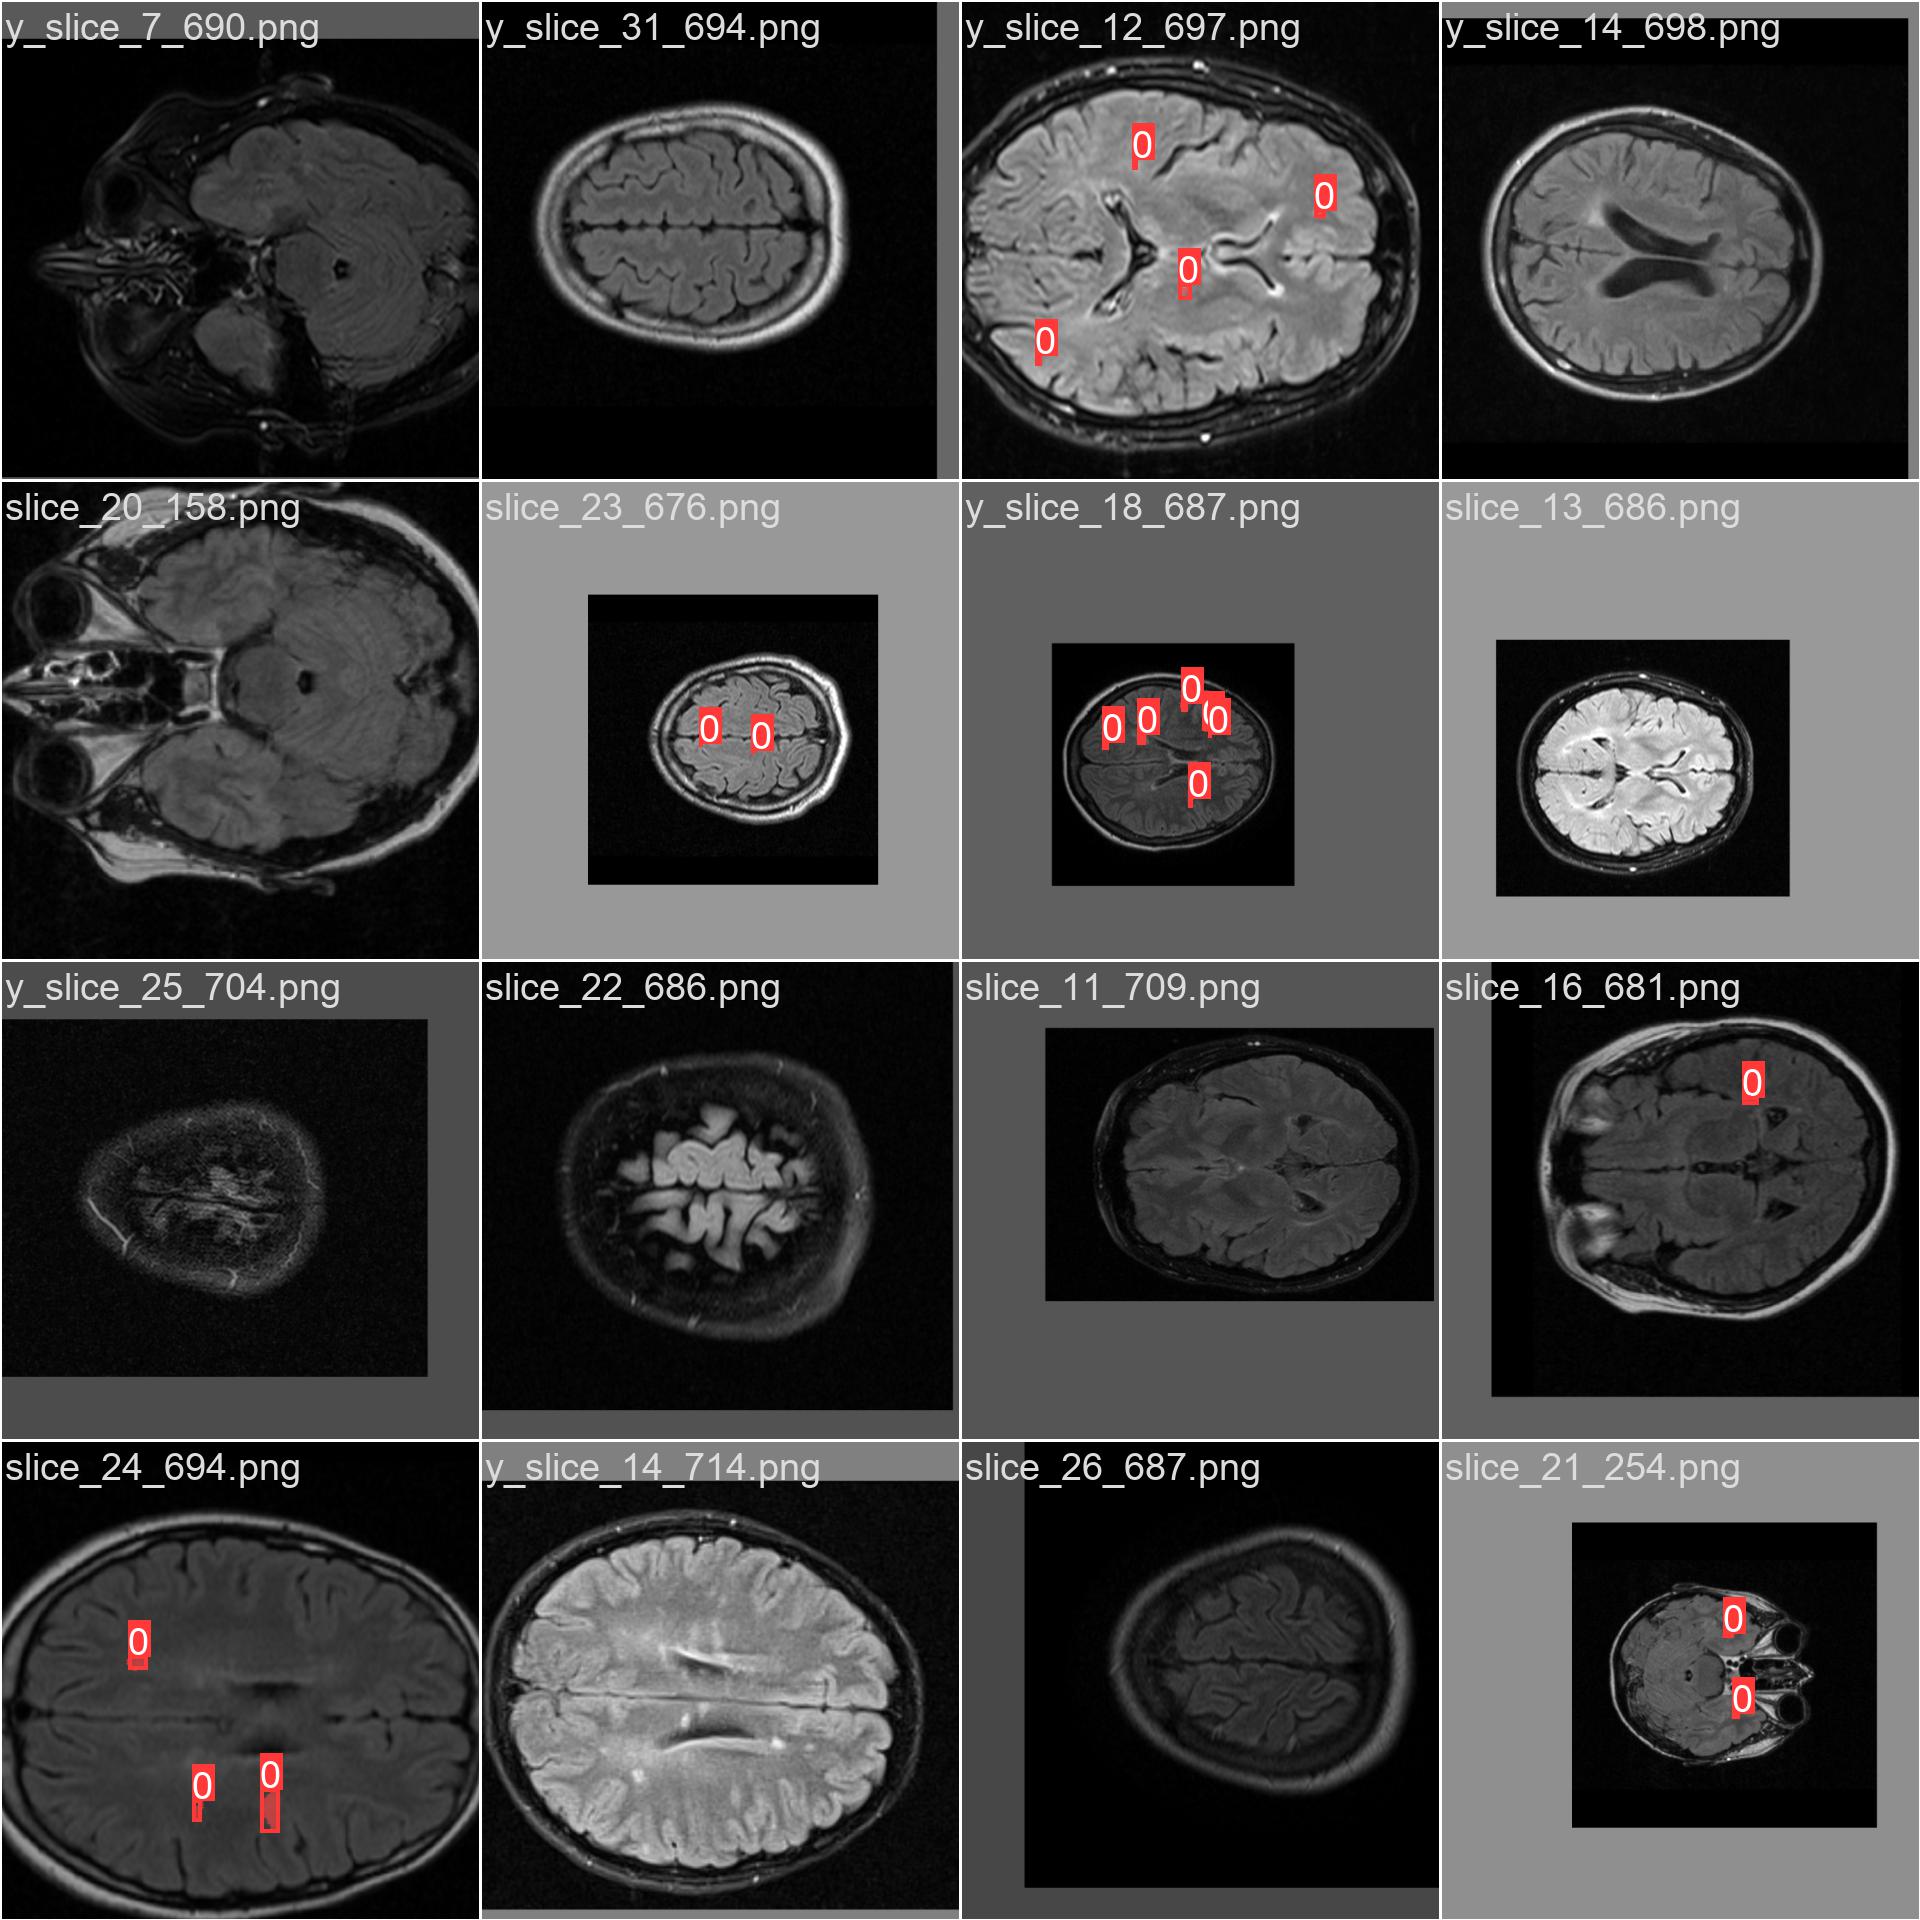 y_slice_7_690.png
y_slice_31_694.png
y_slice_12_697.png
y_slice_14_698.png
0
0
0
0
slice_20_158.png
slice_23_676.png
y_slice_18_687.png
slice_13_686.png
0
0
0
0
0
0
0
y_slice_25_704.png
slice_22_686.png
slice_11_709.png
slice_16_681.png
0
slice_24_694.png
y_slice_14_714.png
slice_26_687.png
slice_21_254.png
0
0
0
0
0